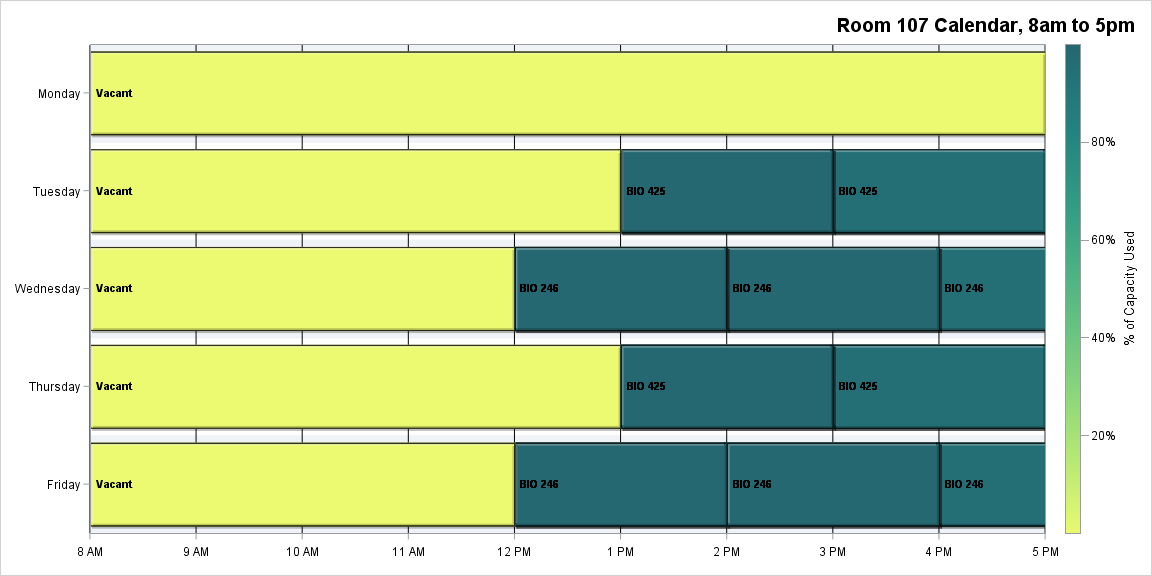 Room 107 Calendar, 8am to 5pm
Monday
Vacant
Tuesday
Vacant
BIO 425
BIO 425
Wednesday
Vacant
BIO 246
BIO 246
BIO 246
Thursday
Vacant
BIO 425
BIO 425
Friday
Vacant
BIO 246
BIO 246
BIO 246
8 AM
9 AM
10 AM
11 AM
12 PM
1 PM
2 PM
3 PM
4 PM
5 PM
80%
60%
40%
20%
% of Capacity Used